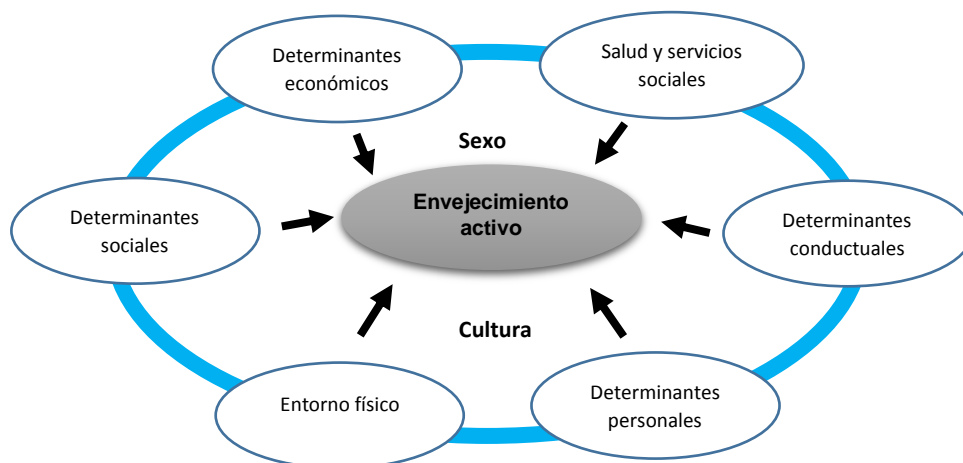 Determinantes
económicos
Salud y servicios
sociales
Sexo
Envejecimiento
activo
Determinantes
sociales
Determinantes
conductuales
Cultura
Entorno físico
Determinantes
personales